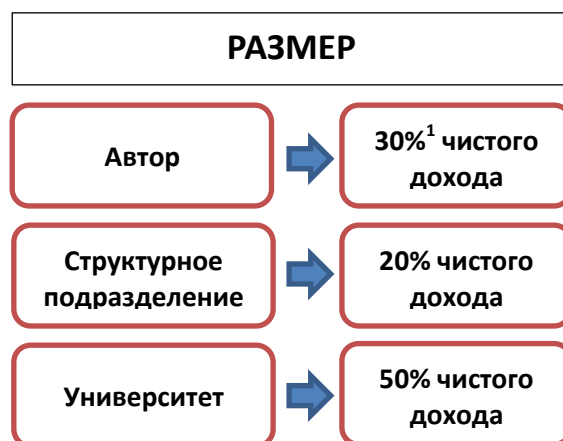 РАЗМЕР
Автор
30%¹ чистого
дохода
Структурное
подразделение
20% чистого
дохода
Университет
50% чистого
дохода